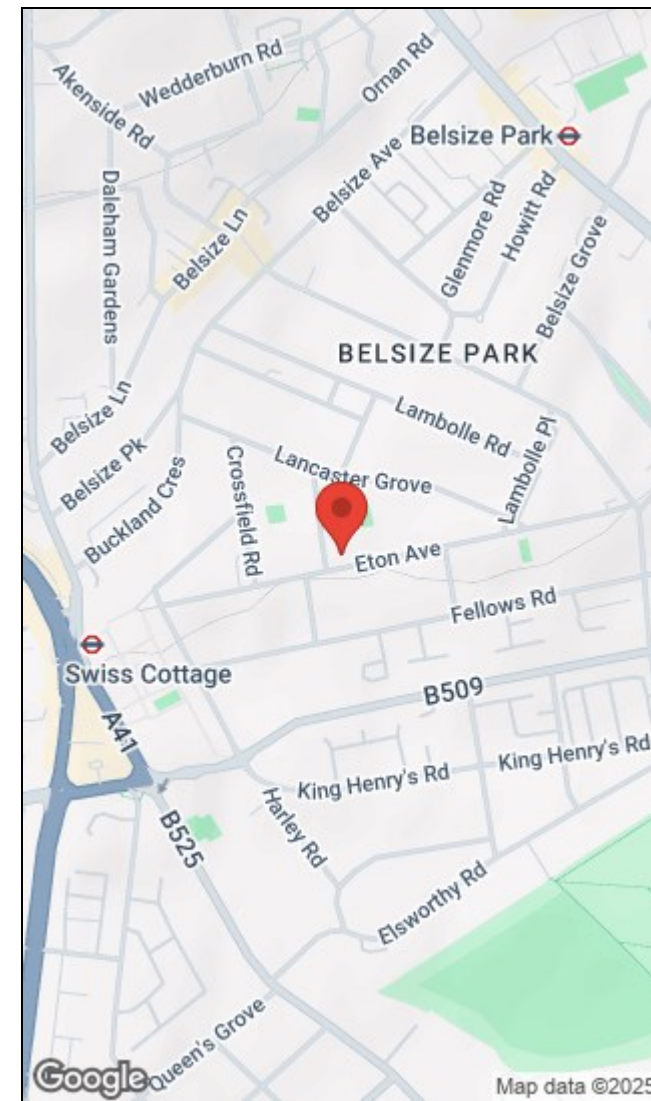 Wedderburn Rd
Ornan Rd
Akenside Rd
Belsize Park
Belsize Ave
Daleham Gardens
Glenmore Rd
Howitt Rd
Belsize Ln
Belsize Grove
BELSIZE PARK
Belsize Ln
Lambolle Rd
Belsize Pk
Lambolle Pl
Lancaster Grove
Crossfield Rd
Buckland Cres
Eton Ave
Fellows Rd
Swiss Cottage
B509
A41
King Henry's Rd
King Henry's Rd
B525
Harley Rd
Elsworthy Rd
Queen's Grove
Google
Map data ©2025